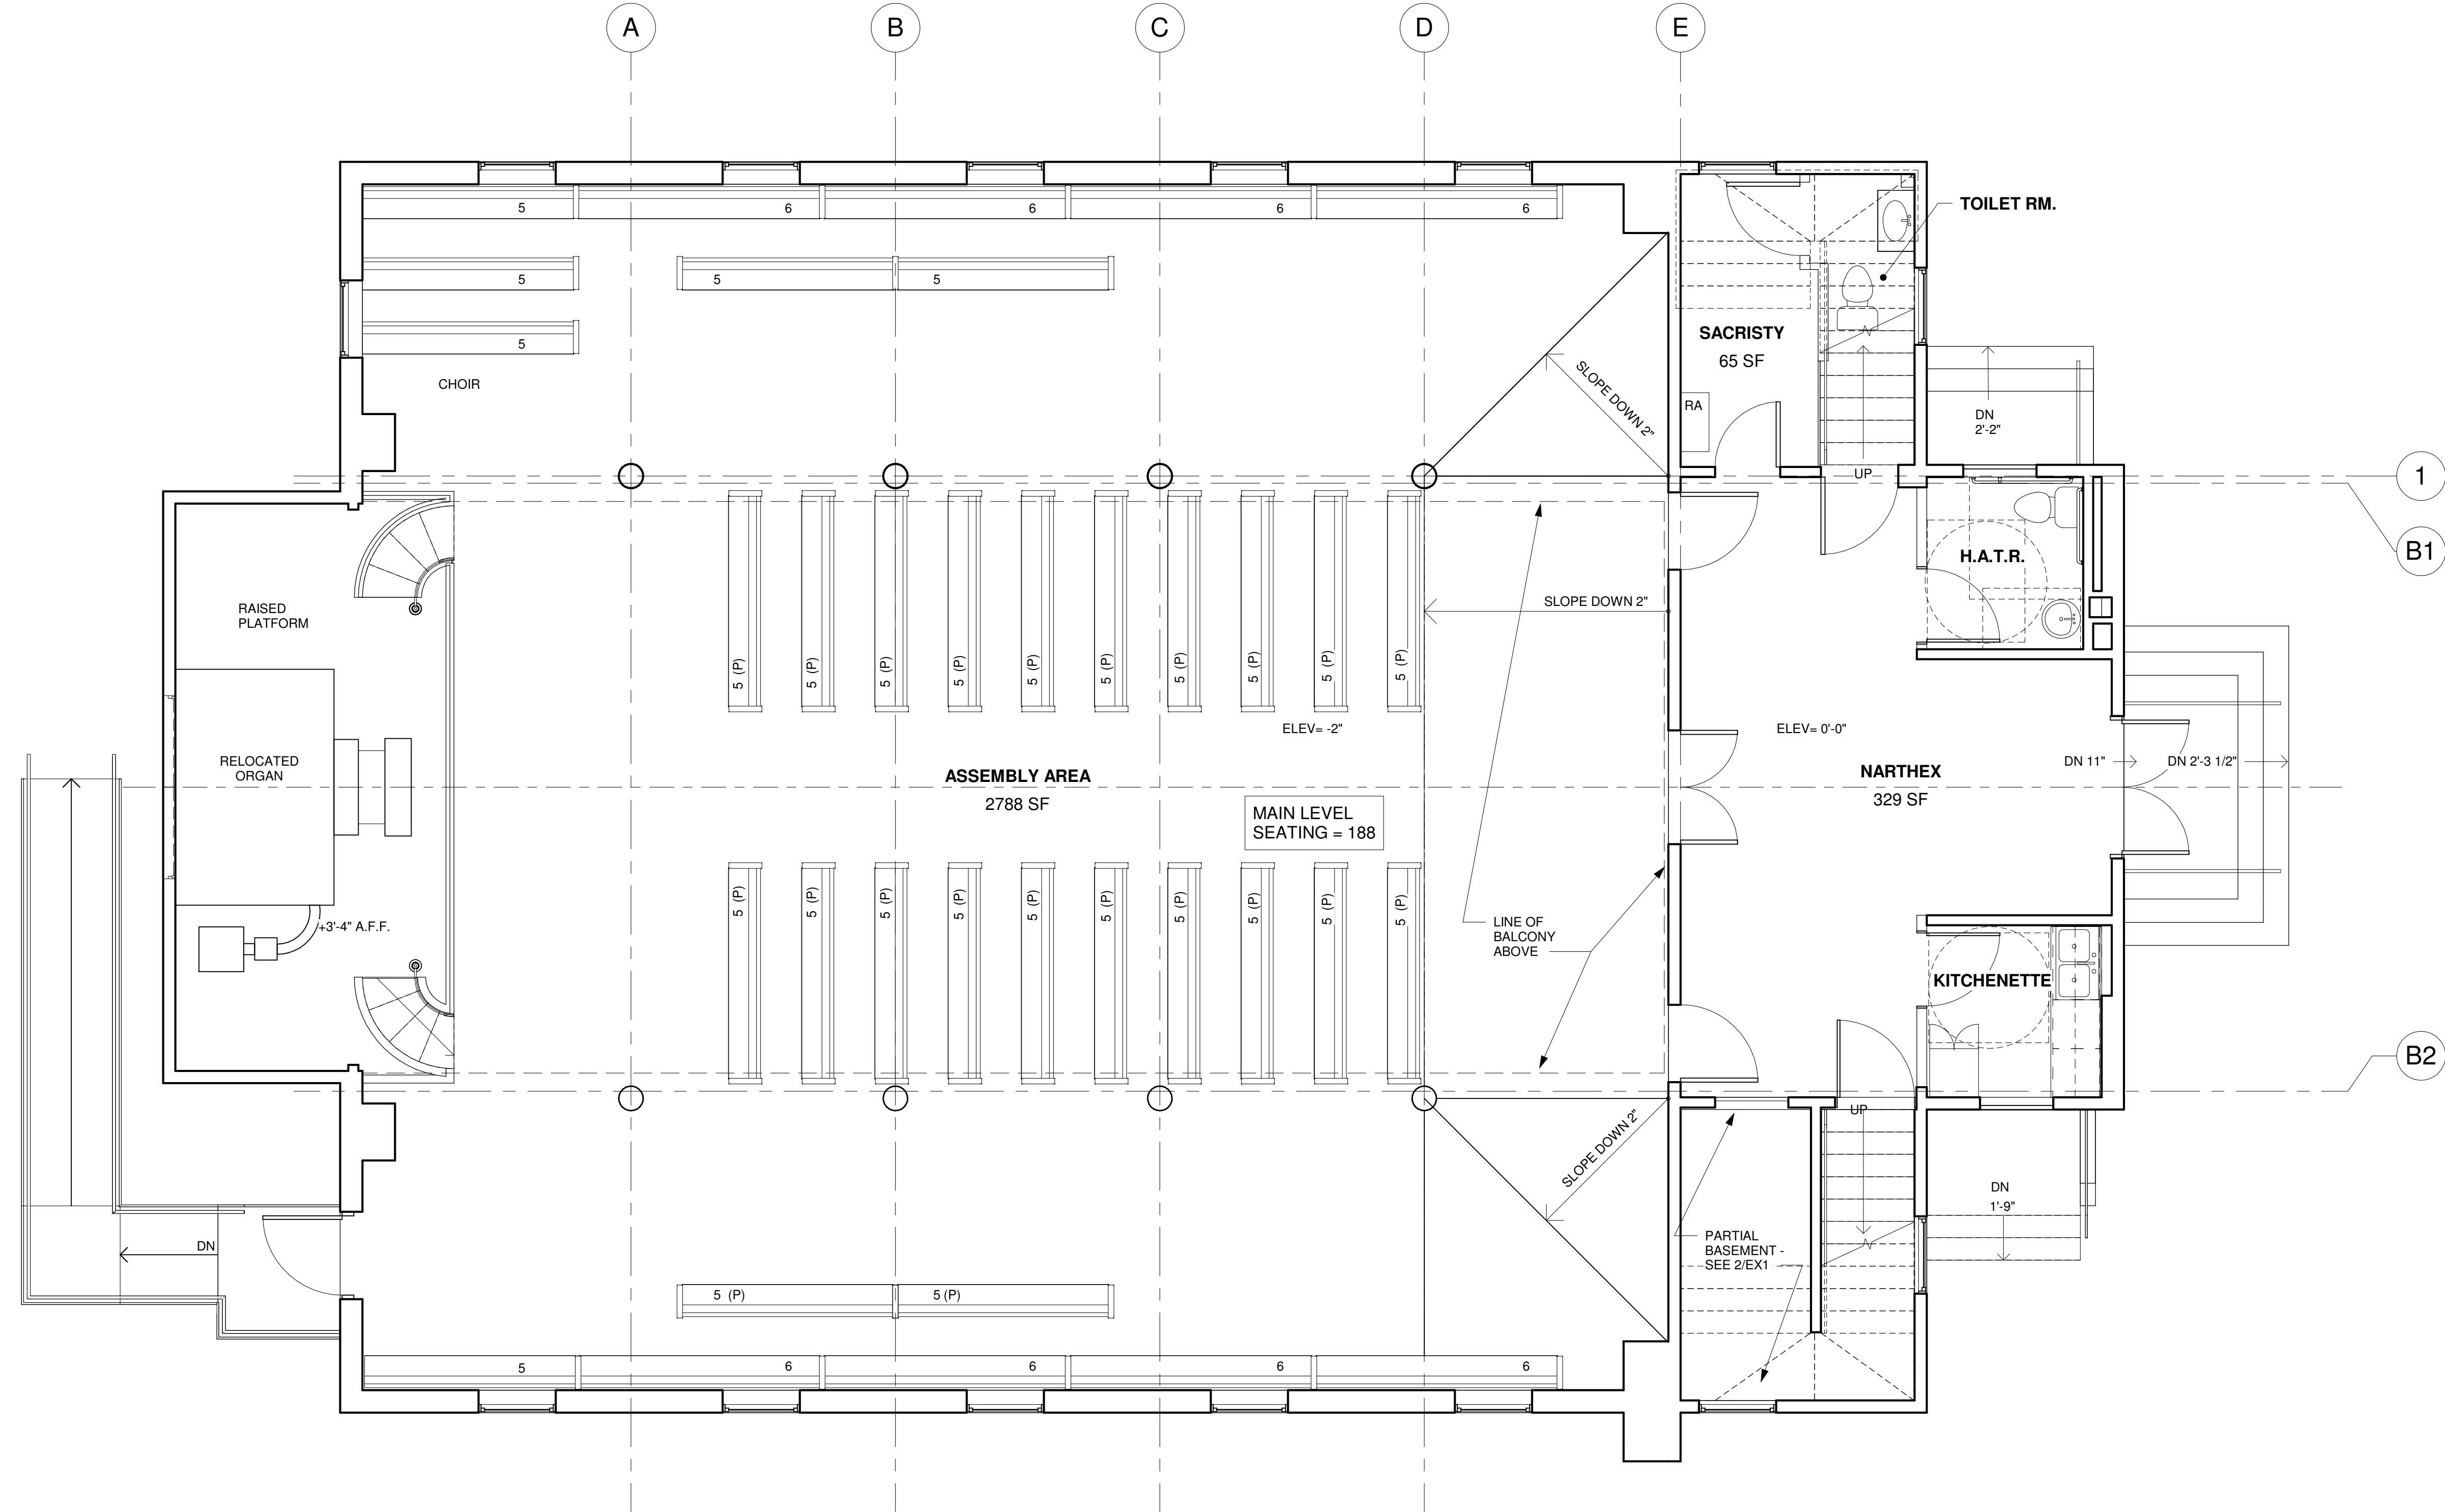 A
B
C
D
E
5
6
6
6
6
TOILET RM.
5
5
5
SACRISTY
65 SF
5
SLOPE DOWN 2"
CHOIR
RA
DN
2'-2"
UP
1
B1
H.A.T.R.
RAISED
PLATFORM
SLOPE DOWN 2"
5 (P)
5 (P)
5 (P)
5 (P)
5 (P)
5 (P)
5 (P)
5 (P)
5 (P)
5 (P)
ELEV= -2"
ELEV= 0'-0"
RELOCATED
ORGAN
ASSEMBLY AREA
2788 SF
NARTHEX
329 SF
DN 11"
DN 2'-3 1/2"
MAIN LEVEL
SEATING = 188
5 (P)
5 (P)
5 (P)
5 (P)
5 (P)
5 (P)
5 (P)
5 (P)
5 (P)
5 (P)
+3'-4" A.F.F.
LINE OF
BALCONY
ABOVE
KITCHENETTE
B2
UP
SLOPE DOWN 2"
DN
1'-9"
DN
PARTIAL
BASEMENT -
SEE 2/EX1
5 (P)
5 (P)
5
6
6
6
6